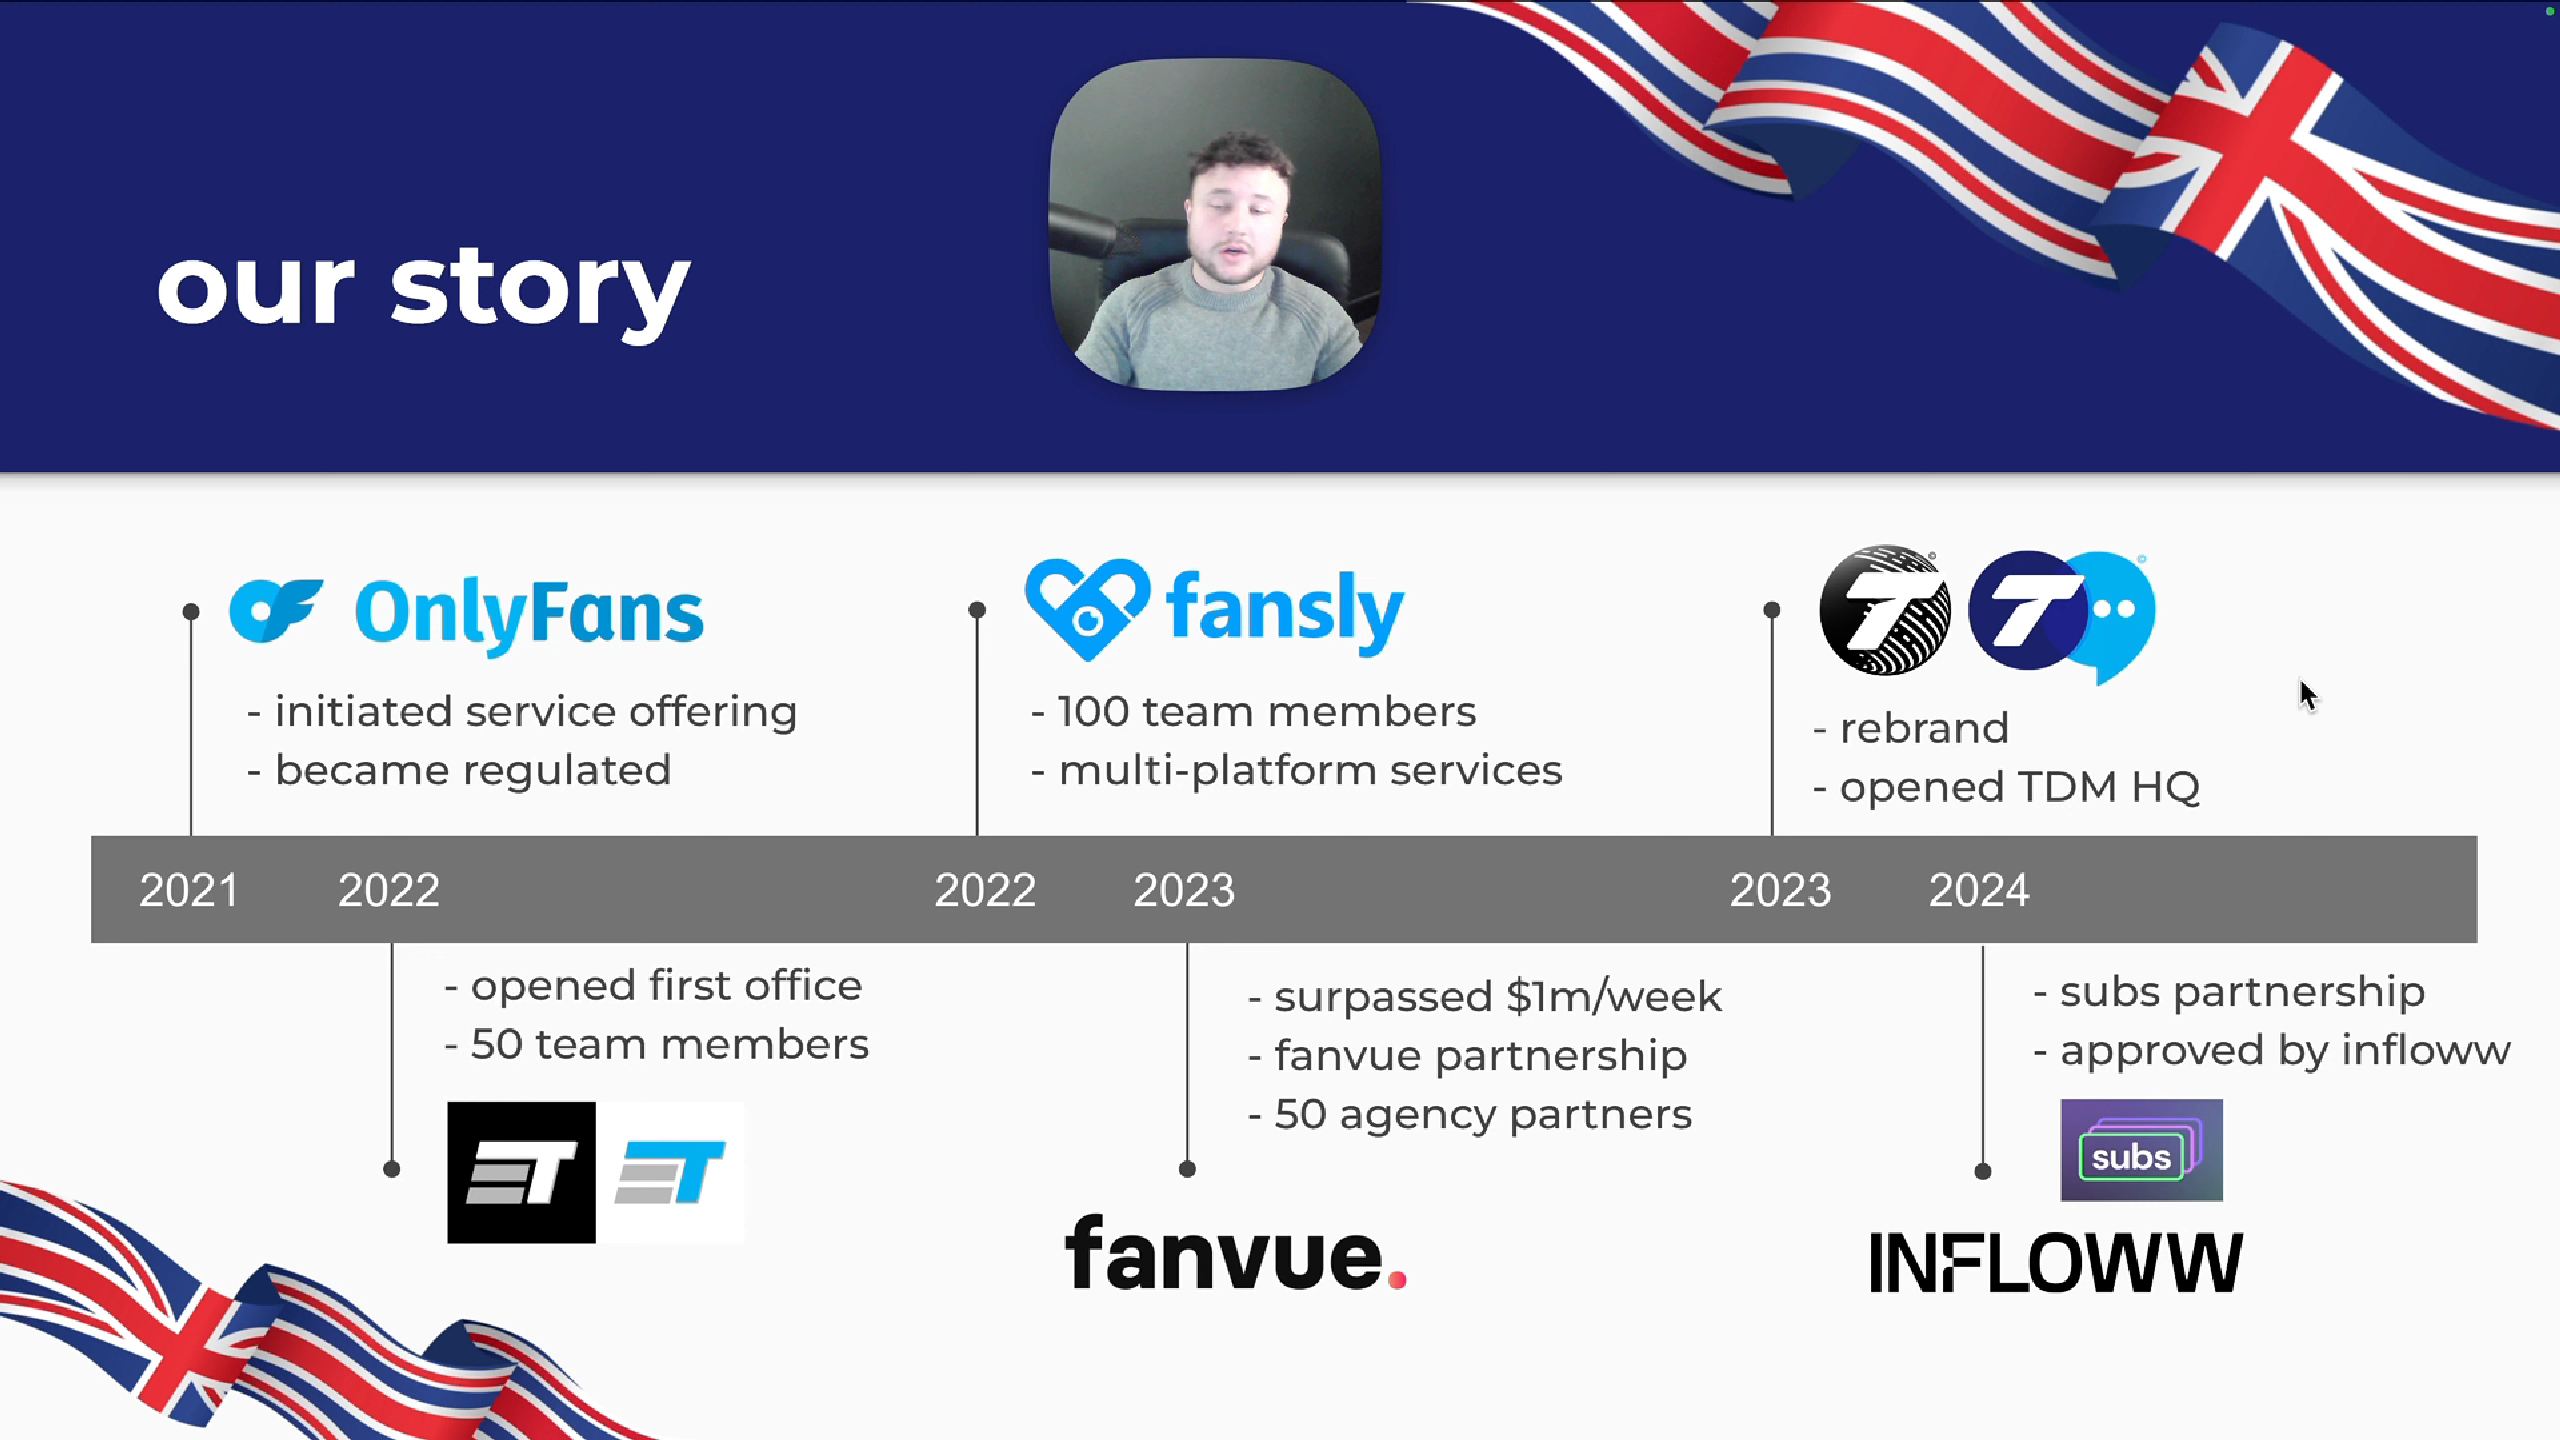 our story
OnlyFans
- initiated service offering
- became regulated
fansly
- 100 team members
- multi-platform services
T T
- rebrand
- opened TDM HQ
2021 2022 2022 2023 2023 2024
- opened first office
- 50 team members
ET ET
- surpassed $1m/week
- fanvue partnership
- 50 agency partners
fanvue.
- subs partnership
- approved by infloww
subs
INFLOWW